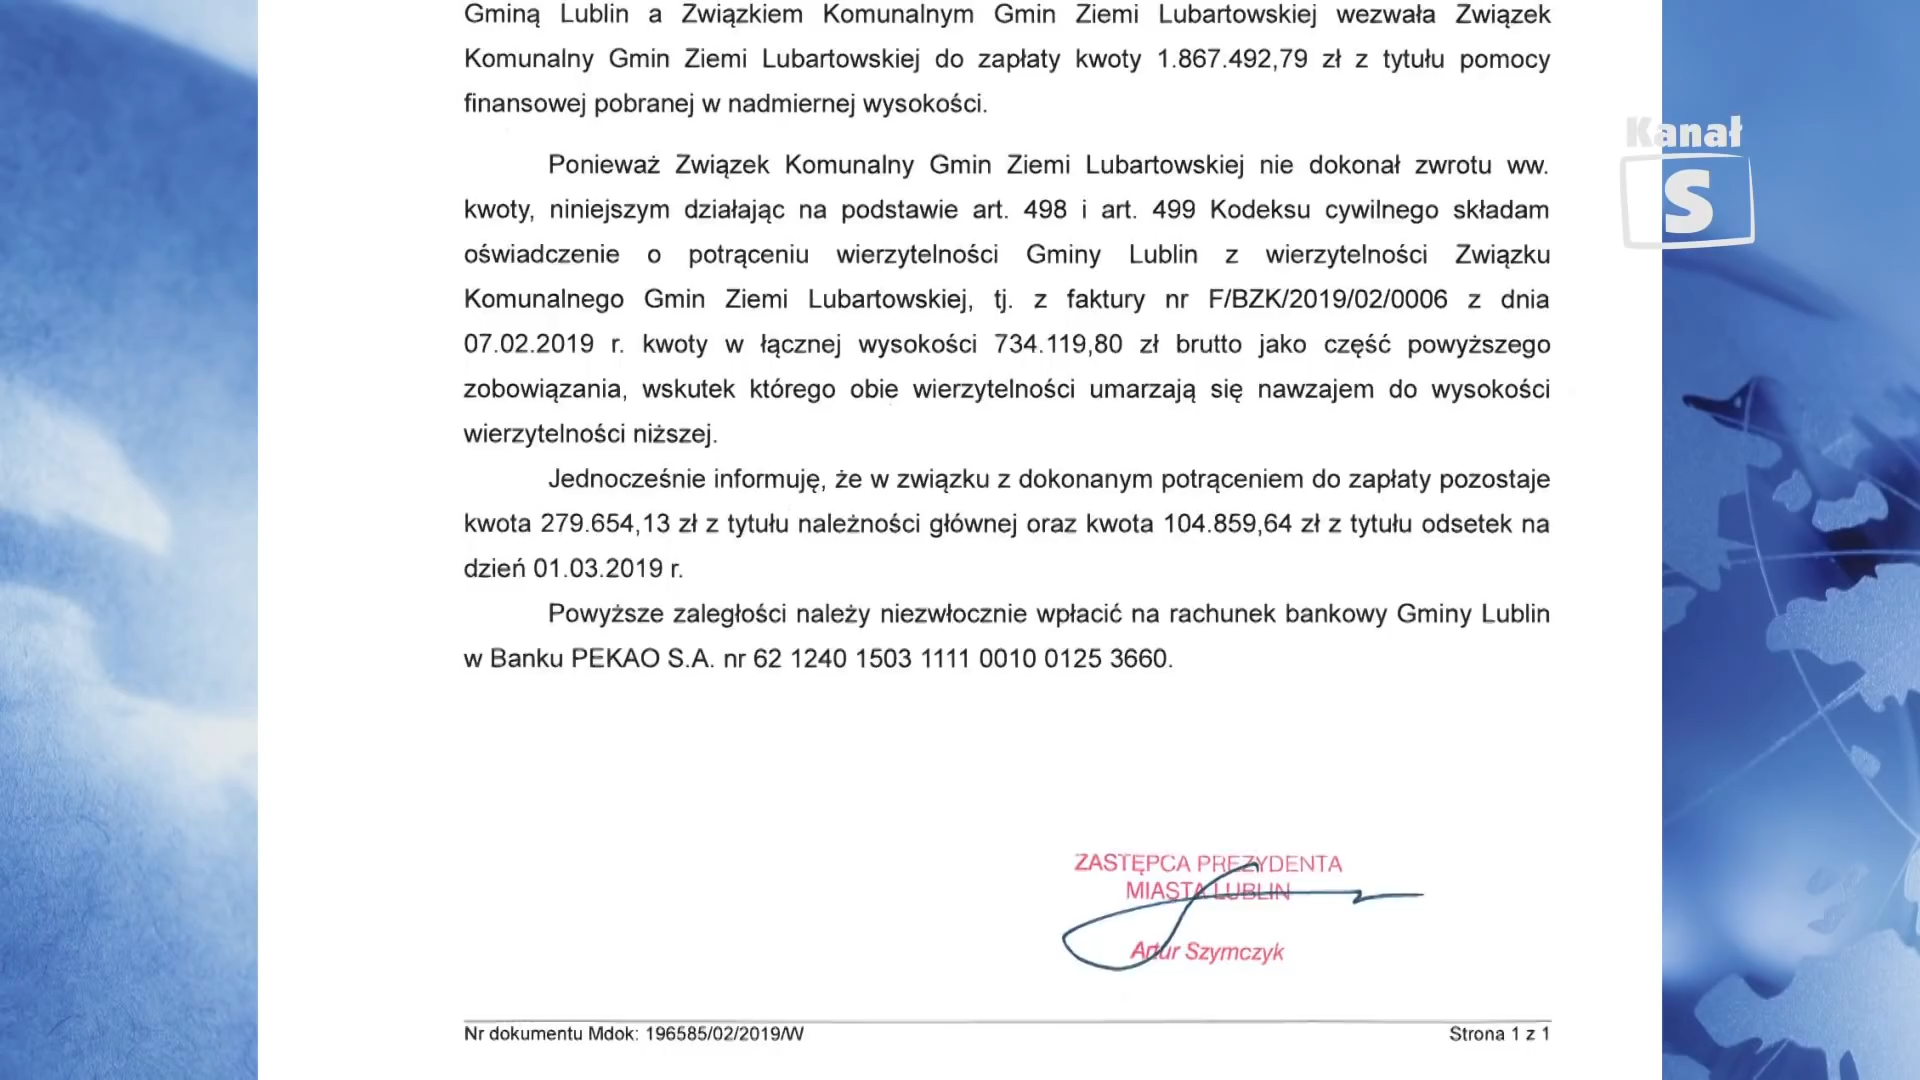 Gminą Lublin a Związkiem Komunalnym Gmin Ziemi Lubartowskiej wezwała Związek
Komunalny Gmin Ziemi Lubartowskiej do zapłaty kwoty 1.867.492,79 zł z tytułu pomocy
finansowej pobranej w nadmiernej wysokości.
Kanał
S
Ponieważ Związek Komunalny Gmin Ziemi Lubartowskiej nie dokonał zwrotu ww.
kwoty, niniejszym działając na podstawie art. 498 i art. 499 Kodeksu cywilnego składam
oświadczenie o potrąceniu wierzytelności Gminy Lublin z wierzytelności Związku
Komunalnego Gmin Ziemi Lubartowskiej, tj. z faktury nr F/BZK/2019/02/0006 z dnia
07.02.2019 r. kwoty w łącznej wysokości 734.119,80 zł brutto jako część powyższego
zobowiązania, wskutek którego obie wierzytelności umarzają się nawzajem do wysokości
wierzytelności niższej.
Jednocześnie informuję, że w związku z dokonanym potrąceniem do zapłaty pozostaje
kwota 279.654,13 zł z tytułu należności głównej oraz kwota 104.859,64 zł z tytułu odsetek na
dzień 01.03.2019 r.
Powyższe zaległości należy niezwłocznie wpłacić na rachunek bankowy Gminy Lublin
w Banku PEKAO S.A. nr 62 1240 1503 1111 0010 0125 3660.
ZASTĘPCA PREZYDENTA
MIASTA LUBLIN
Artur Szymczyk
Nr dokumentu Mdok: 196585/02/2019/W
Strona 1 z 1